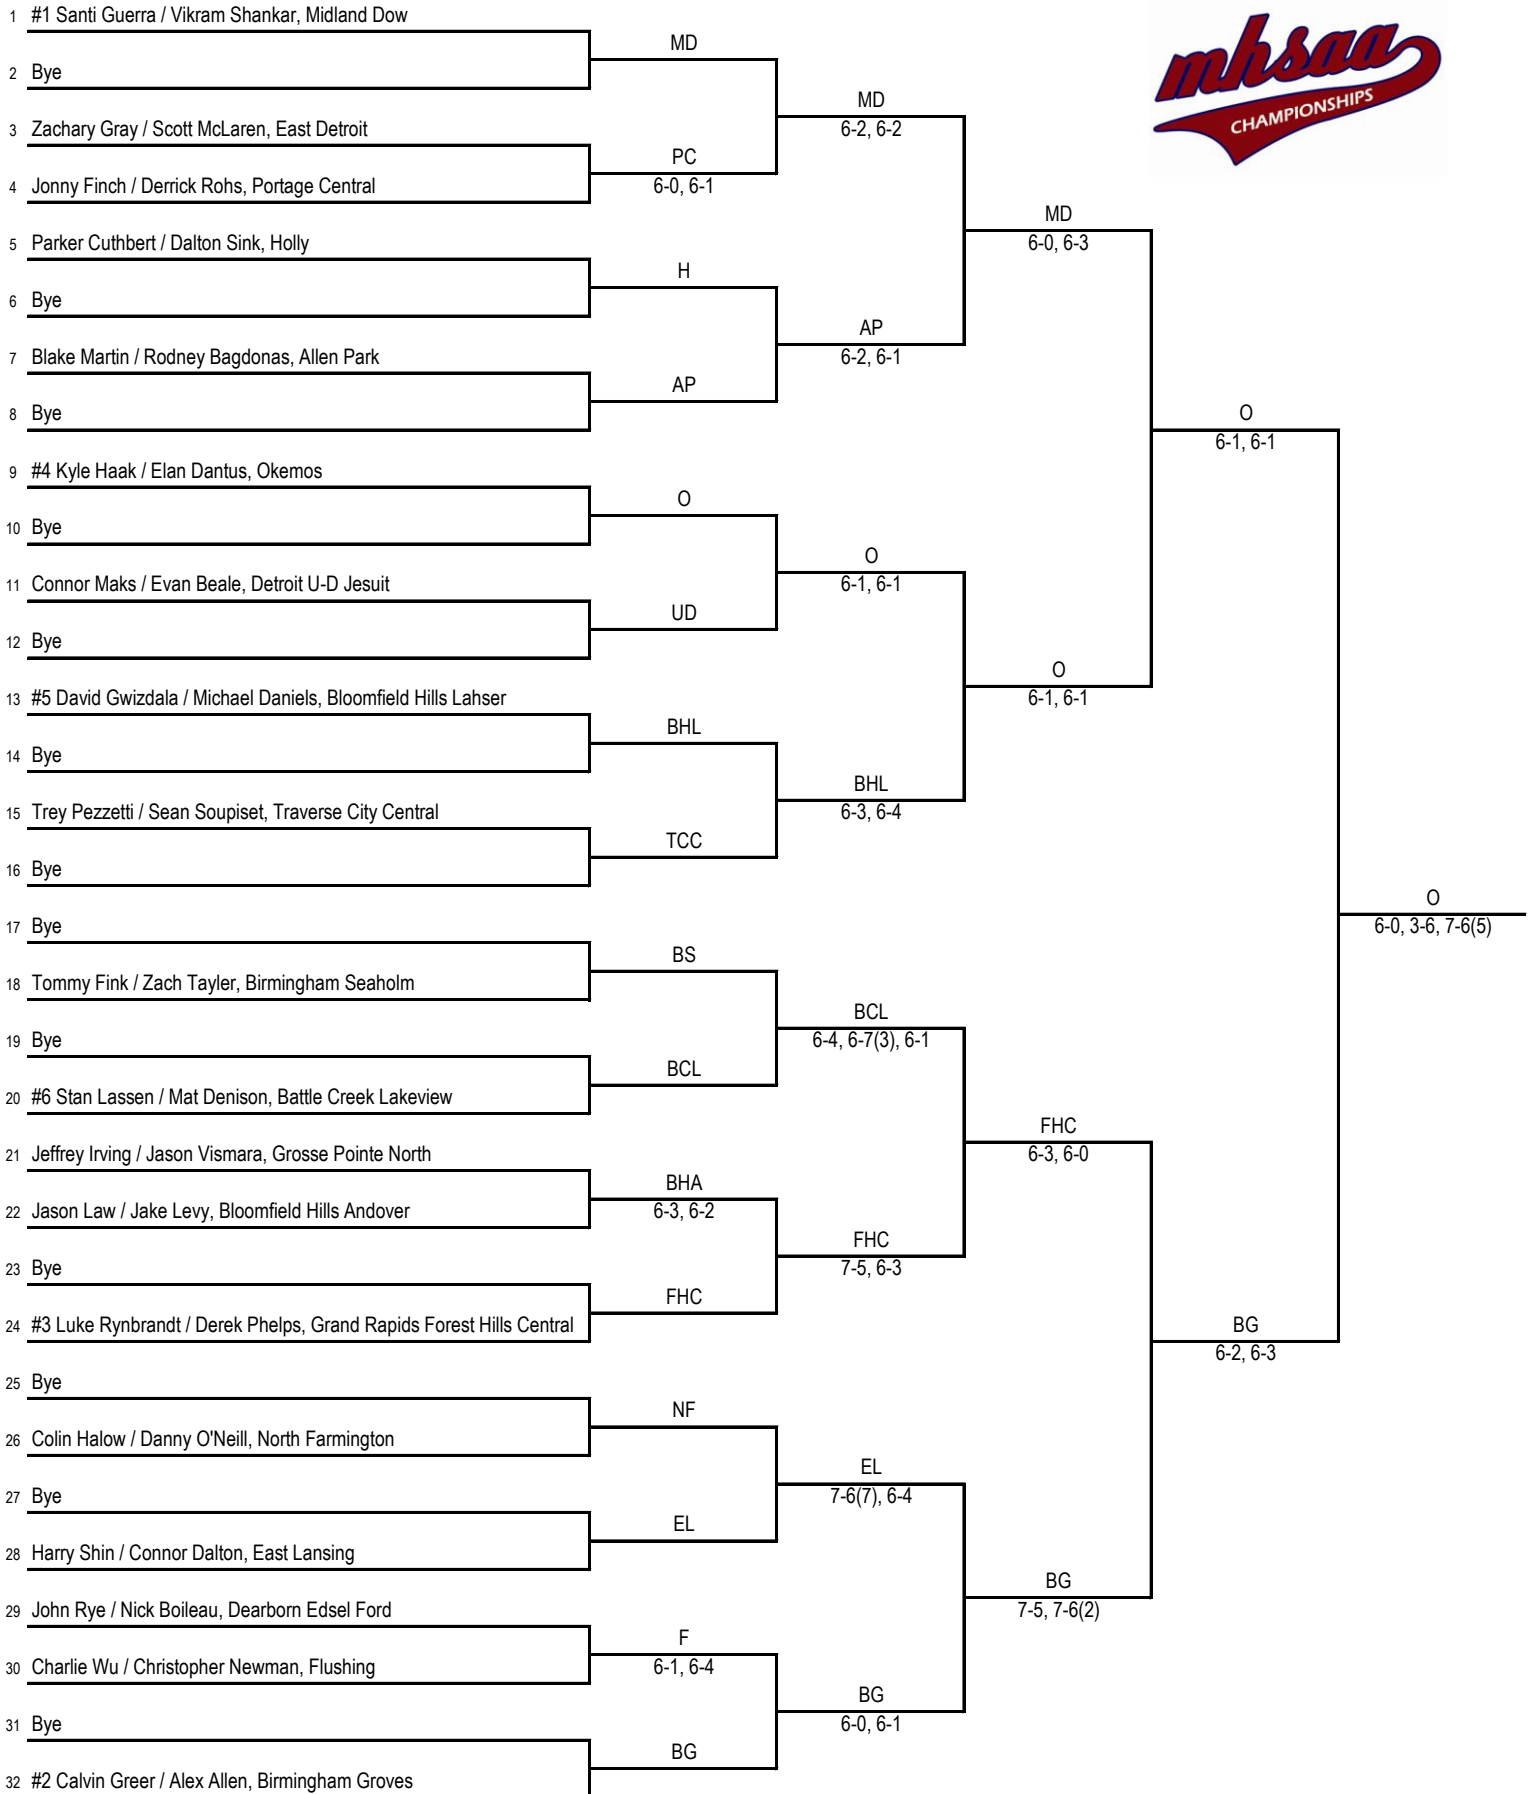 1 #1 Santi Guerra / Vikram Shankar, Midland Dow
MD
2 Bye
MD
6-2, 6-2
3 Zachary Gray / Scott McLaren, East Detroit
PC
6-0, 6-1
4 Jonny Finch / Derrick Rohs, Portage Central
MD
6-0, 6-3
5 Parker Cuthbert / Dalton Sink, Holly
H
6 Bye
AP
6-2, 6-1
7 Blake Martin / Rodney Bagdonas, Allen Park
AP
8 Bye
O
6-1, 6-1
9 #4 Kyle Haak / Elan Dantus, Okemos
O
10 Bye
O
6-1, 6-1
11 Connor Maks / Evan Beale, Detroit U-D Jesuit
UD
12 Bye
O
6-1, 6-1
13 #5 David Gwizdala / Michael Daniels, Bloomfield Hills Lahser
BHL
14 Bye
BHL
6-3, 6-4
15 Trey Pezzetti / Sean Soupiset, Traverse City Central
TCC
16 Bye
O
6-0, 3-6, 7-6(5)
17 Bye
BS
18 Tommy Fink / Zach Tayler, Birmingham Seaholm
BCL
6-4, 6-7(3), 6-1
19 Bye
BCL
20 #6 Stan Lassen / Mat Denison, Battle Creek Lakeview
FHC
6-3, 6-0
21 Jeffrey Irving / Jason Vismara, Grosse Pointe North
BHA
6-3, 6-2
22 Jason Law / Jake Levy, Bloomfield Hills Andover
FHC
7-5, 6-3
23 Bye
FHC
24 #3 Luke Rynbrandt / Derek Phelps, Grand Rapids Forest Hills Central
BG
6-2, 6-3
25 Bye
NF
26 Colin Halow / Danny O'Neill, North Farmington
EL
7-6(7), 6-4
27 Bye
EL
28 Harry Shin / Connor Dalton, East Lansing
BG
7-5, 7-6(2)
29 John Rye / Nick Boileau, Dearborn Edsel Ford
F
6-1, 6-4
30 Charlie Wu / Christopher Newman, Flushing
BG
6-0, 6-1
31 Bye
BG
32 #2 Calvin Greer / Alex Allen, Birmingham Groves
mhsaa
CHAMPIONSHIPS